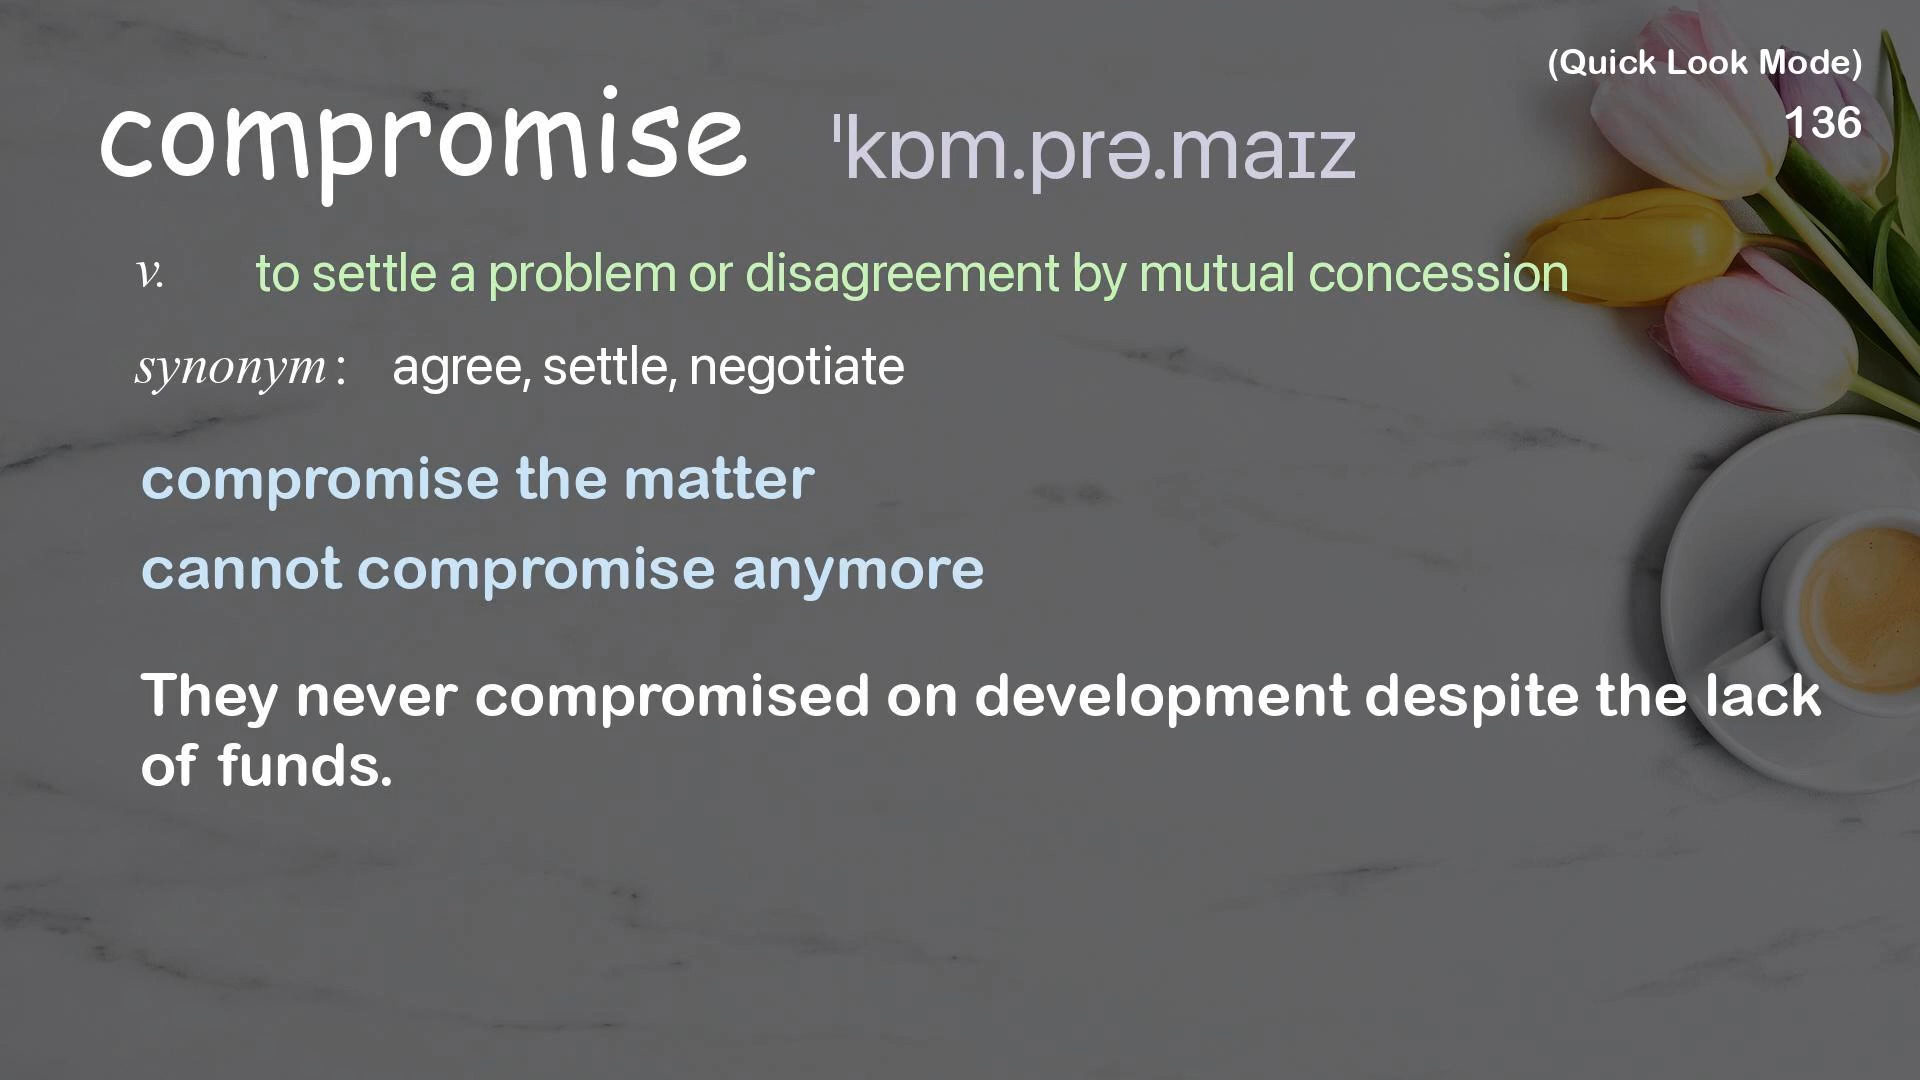 (Quick Look Mode)
136
compromise ˈkɒm.prə.maɪz
v. to settle a problem or disagreement by mutual concession
synonym : agree, settle, negotiate
compromise the matter
cannot compromise anymore
They never compromised on development despite the lack
of funds.